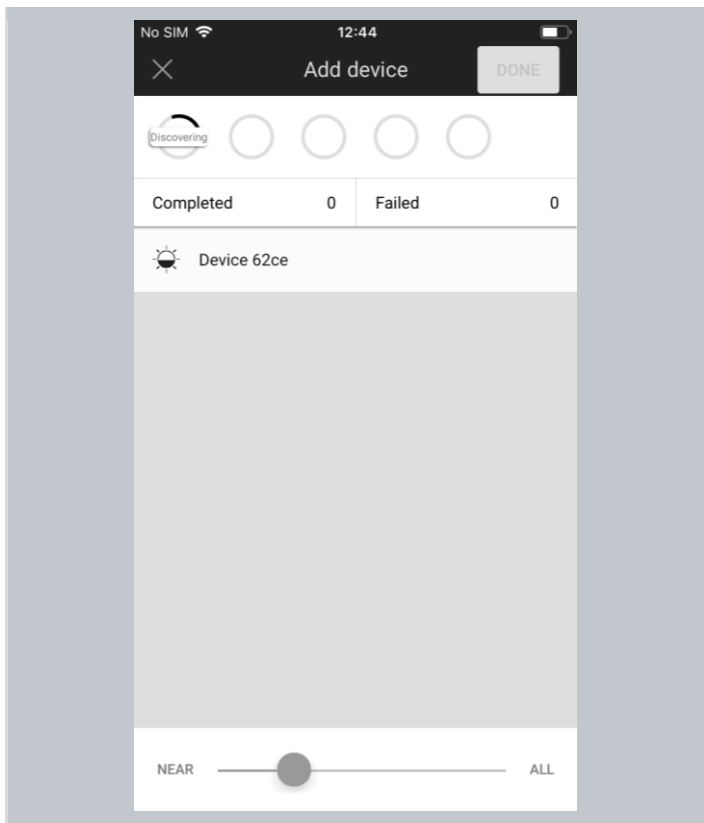 No SIM 12:44
Add device DONE
Discovering
Completed 0 Failed 0
Device 62ce
NEAR ALL